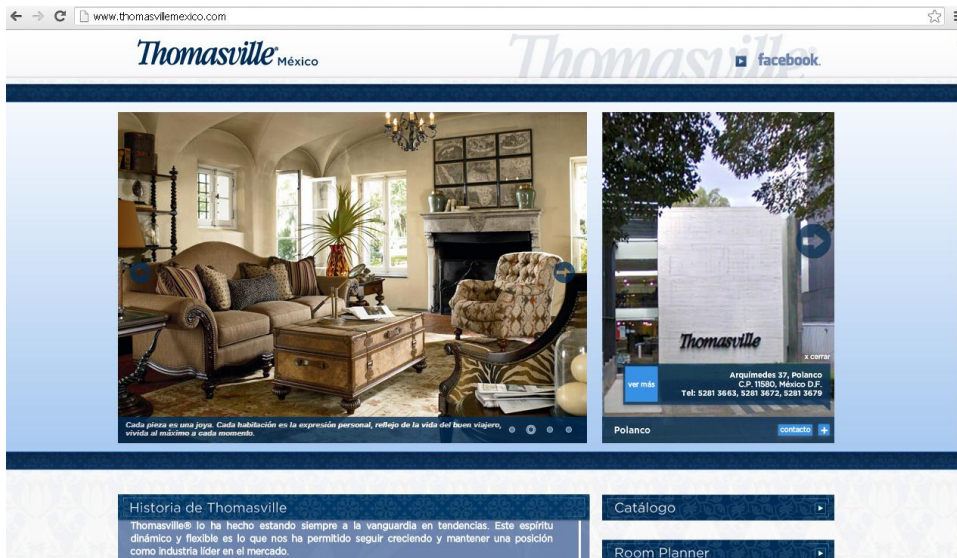 www.thomasvillemexico.com
Thomasville México
Thomasville
facebook.
Thomasville
x cerrar
ver más
Arquímedes 37, Polanco
C.P. 11580, México D.F.
Tel: 5281 3663, 5281 3672, 5281 3679
Cada pieza es una joya. Cada habitación es la expresión personal, reflejo de la vida del buen viajero,
vivida al máximo a cada momento.
Polanco
contacto +
Historia de Thomasville
Thomasville® lo ha hecho estando siempre a la vanguardia en tendencias. Este espíritu
dinámico y flexible es lo que nos ha permitido seguir creciendo y mantener una posición
como industria líder en el mercado.
Catálogo
Room Planner